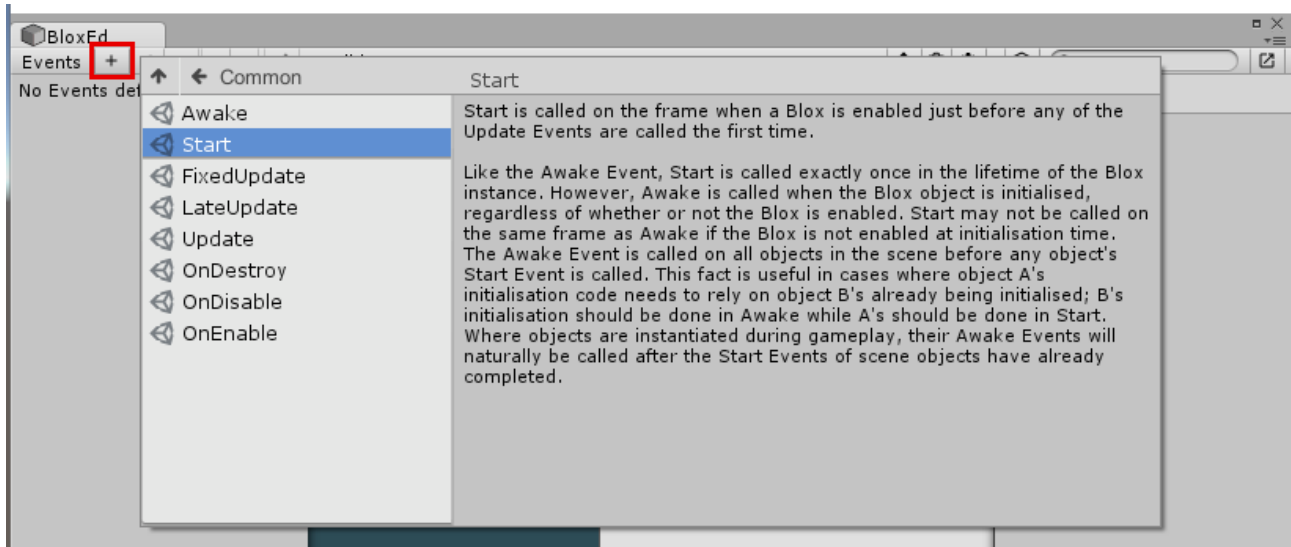 BloxEd
Events +
No Events def
Common
Start
Awake
Start
FixedUpdate
LateUpdate
Update
OnDestroy
OnDisable
OnEnable
Start is called on the frame when a Blox is enabled just before any of the
Update Events are called the first time.
Like the Awake Event, Start is called exactly once in the lifetime of the Blox
instance. However, Awake is called when the Blox object is initialised,
regardless of whether or not the Blox is enabled. Start may not be called on
the same frame as Awake if the Blox is not enabled at initialisation time.
The Awake Event is called on all objects in the scene before any object's
Start Event is called. This fact is useful in cases where object A's
initialisation code needs to rely on object B's already being initialised; B's
initialisation should be done in Awake while A's should be done in Start.
Where objects are instantiated during gameplay, their Awake Events will
naturally be called after the Start Events of scene objects have already
completed.